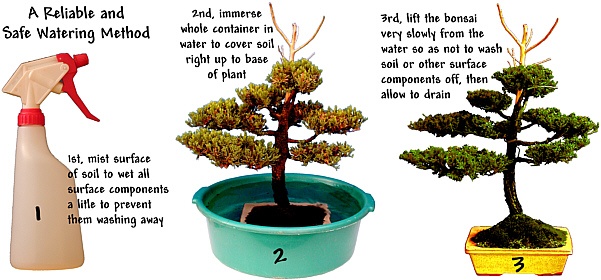 A Reliable and
Safe Watering Method
1st, mist surface
of soil to wet all
surface components
a litle to prevent
them washing away
1
2nd, immerse
whole container in
water to cover soil
right up to base
of plant
2
3rd, lift the bonsai
very slowly from the
water so as not to wash
soil or other surface
components off, then
allow to drain
3